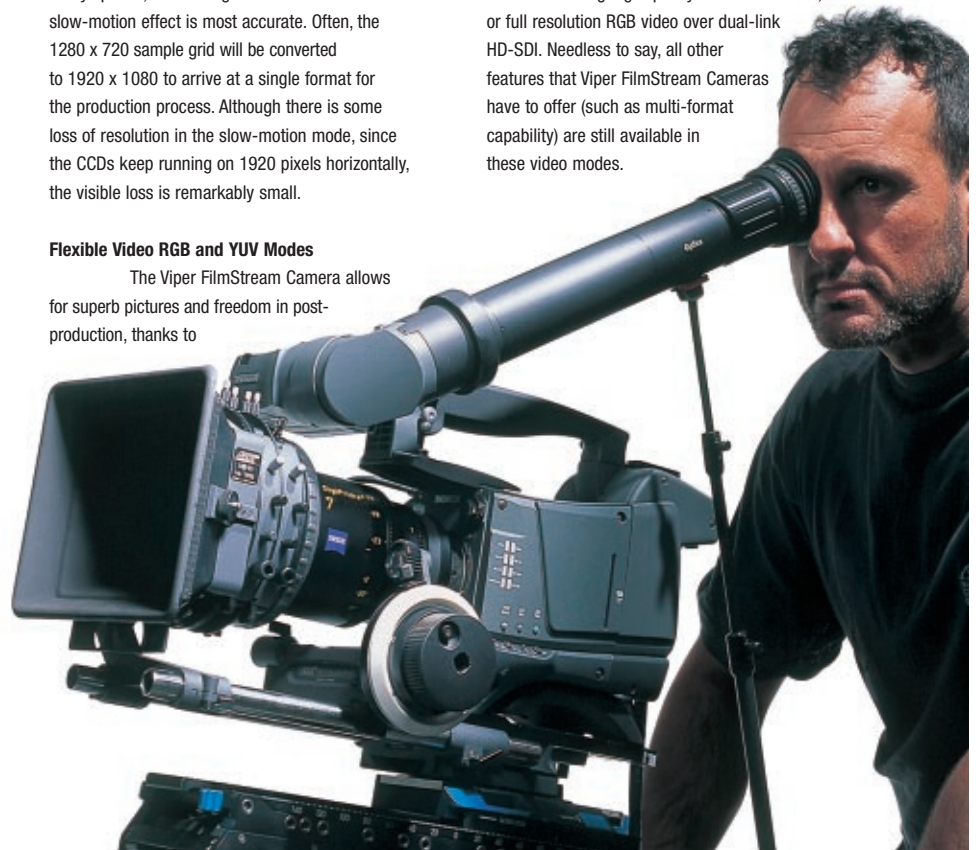 slow-motion effect is most accurate. Often, the
1280 x 720 sample grid will be converted
to 1920 x 1080 to arrive at a single format for
the production process. Although there is some
loss of resolution in the slow-motion mode, since
the CCDs keep running on 1920 pixels horizontally,
the visible loss is remarkably small.
Flexible Video RGB and YUV Modes
The Viper FilmStream Camera allows
for superb pictures and freedom in post-
production, thanks to
or full resolution RGB video over dual-link
HD-SDI. Needless to say, all other
features that Viper FilmStream Cameras
have to offer (such as multi-format
capability) are still available in
these video modes.
ZEISS
7